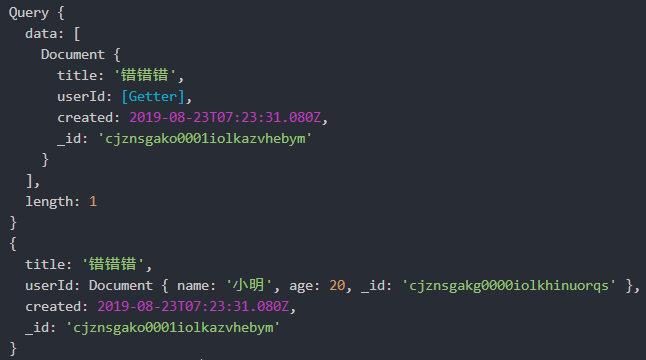 Query {
  data: [
    Document {
      title: '错错错',
      userId: [Getter],
      created: 2019-08-23T07:23:31.080Z,
      _id: 'cjznsgako0001iolkazvhebym'
    }
  ],
  length: 1
}
{
  title: '错错错',
  userId: Document { name: '小明', age: 20, _id: 'cjznsgakg0000iolkhinuorqs' },
  created: 2019-08-23T07:23:31.080Z,
  _id: 'cjznsgako0001iolkazvhebym'
}